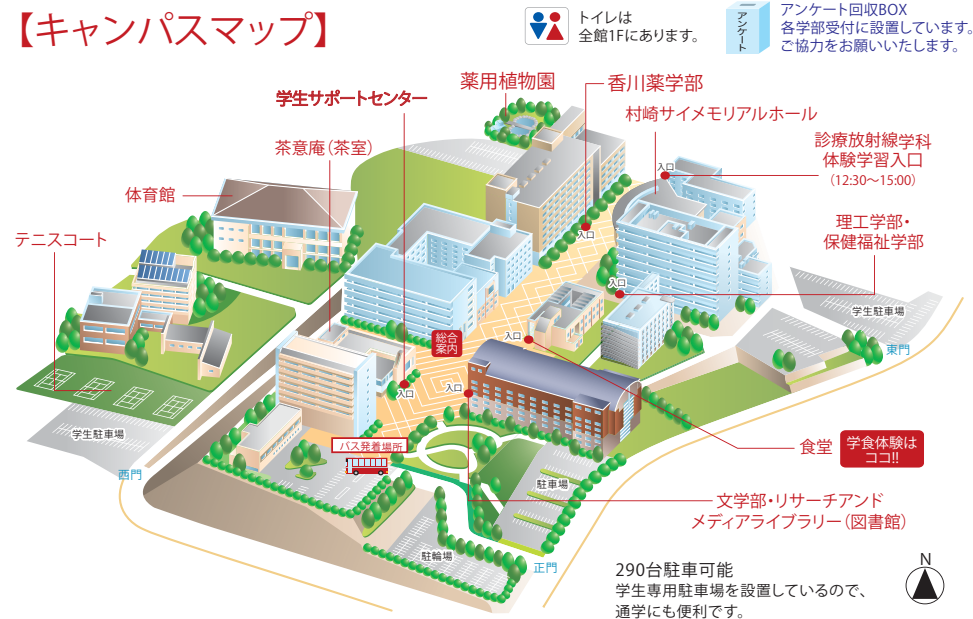 【キャンパスマップ】
トイレは
全館1Fにあります。
アンケート
アンケート回収BOX
各学部受付に設置しています。
ご協力をお願いいたします。
薬用植物園
香川薬学部
学生サポートセンター
村崎サイメモリアルホール
茶意庵(茶室)
診療放射線学科
体験学習入口
(12:30～15:00)
体育館
理工学部・
保健福祉学部
テニスコート
入口
入口
入口
入口
入口
入口
総合
案内
学生駐車場
東門
学生駐車場
バス発着場所
西門
食堂
学食体験は
ココ!!
駐車場
文学部・リサーチアンド
メディアライブラリー(図書館)
駐輪場
正門
290台駐車可能
学生専用駐車場を設置しているので、
通学にも便利です。
N